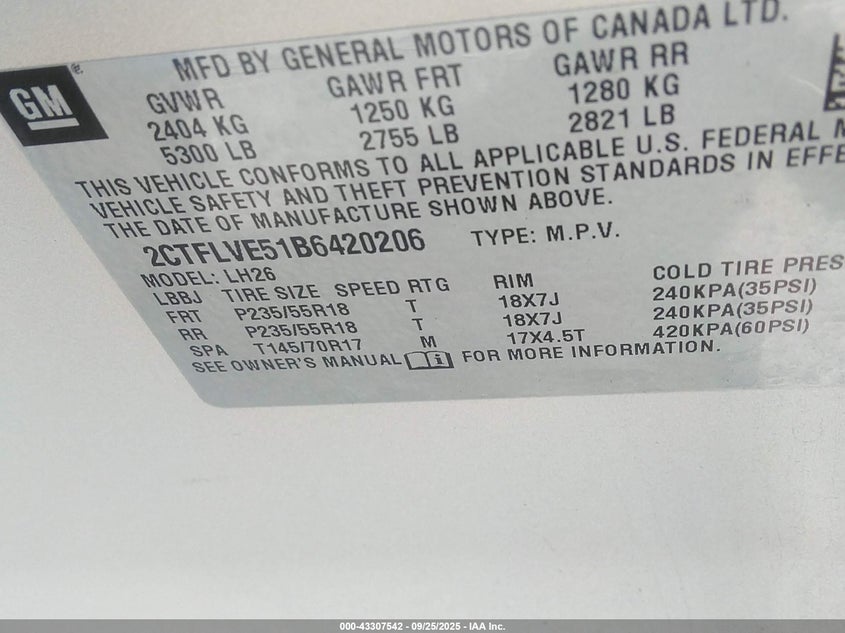 MFD BY GENERAL MOTORS OF CANADA LTD.
GM®
GVWR GAWR FRT GAWR RR
2404 KG 1250 KG 1280 KG
5300 LB 2755 LB 2821 LB
THIS VEHICLE CONFORMS TO ALL APPLICABLE U.S. FEDERAL M
VEHICLE SAFETY AND THEFT PREVENTION STANDARDS IN EFFE
THE DATE OF MANUFACTURE SHOWN ABOVE.
2CTFLVE51B6420206 TYPE: M.P.V.
MODEL: LH26
LBBJ TIRE SIZE SPEED RTG RIM COLD TIRE PRES
FRT P235/55R18 T 18X7J 240KPA(35PSI)
RR P235/55R18 T 18X7J 240KPA(35PSI)
SPA T145/70R17 M 17X4.5T 420KPA(60PSI)
SEE OWNER'S MANUAL FOR MORE INFORMATION.
000-43307542 - 09/25/2025 - IAA Inc.